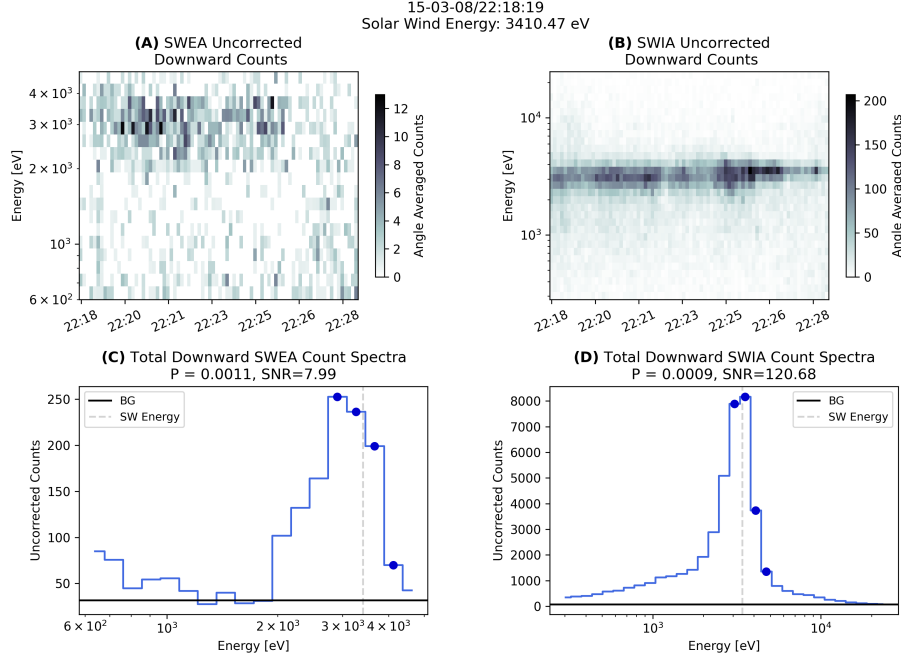 15-03-08/22:18:19
Solar Wind Energy: 3410.47 eV
(A) SWEA Uncorrected
Downward Counts
4 × 10³
3 × 10³
2 × 10³
10³
6 × 10²
Energy [eV]
22:18
22:20
22:21
22:23
22:25
22:26
22:28
12
10
8
6
4
2
0
Angle Averaged Counts
(B) SWIA Uncorrected
Downward Counts
10⁴
10³
Energy [eV]
22:18
22:20
22:21
22:23
22:25
22:26
22:28
200
150
100
50
0
Angle Averaged Counts
(C) Total Downward SWEA Count Spectra
P = 0.0011, SNR=7.99
BG
SW Energy
250
200
150
100
50
Uncorrected Counts
6 × 10²
10³
2 × 10³
3 × 10³
4 × 10³
Energy [eV]
(D) Total Downward SWIA Count Spectra
P = 0.0009, SNR=120.68
BG
SW Energy
8000
7000
6000
5000
4000
3000
2000
1000
0
Uncorrected Counts
10³
10⁴
Energy [eV]